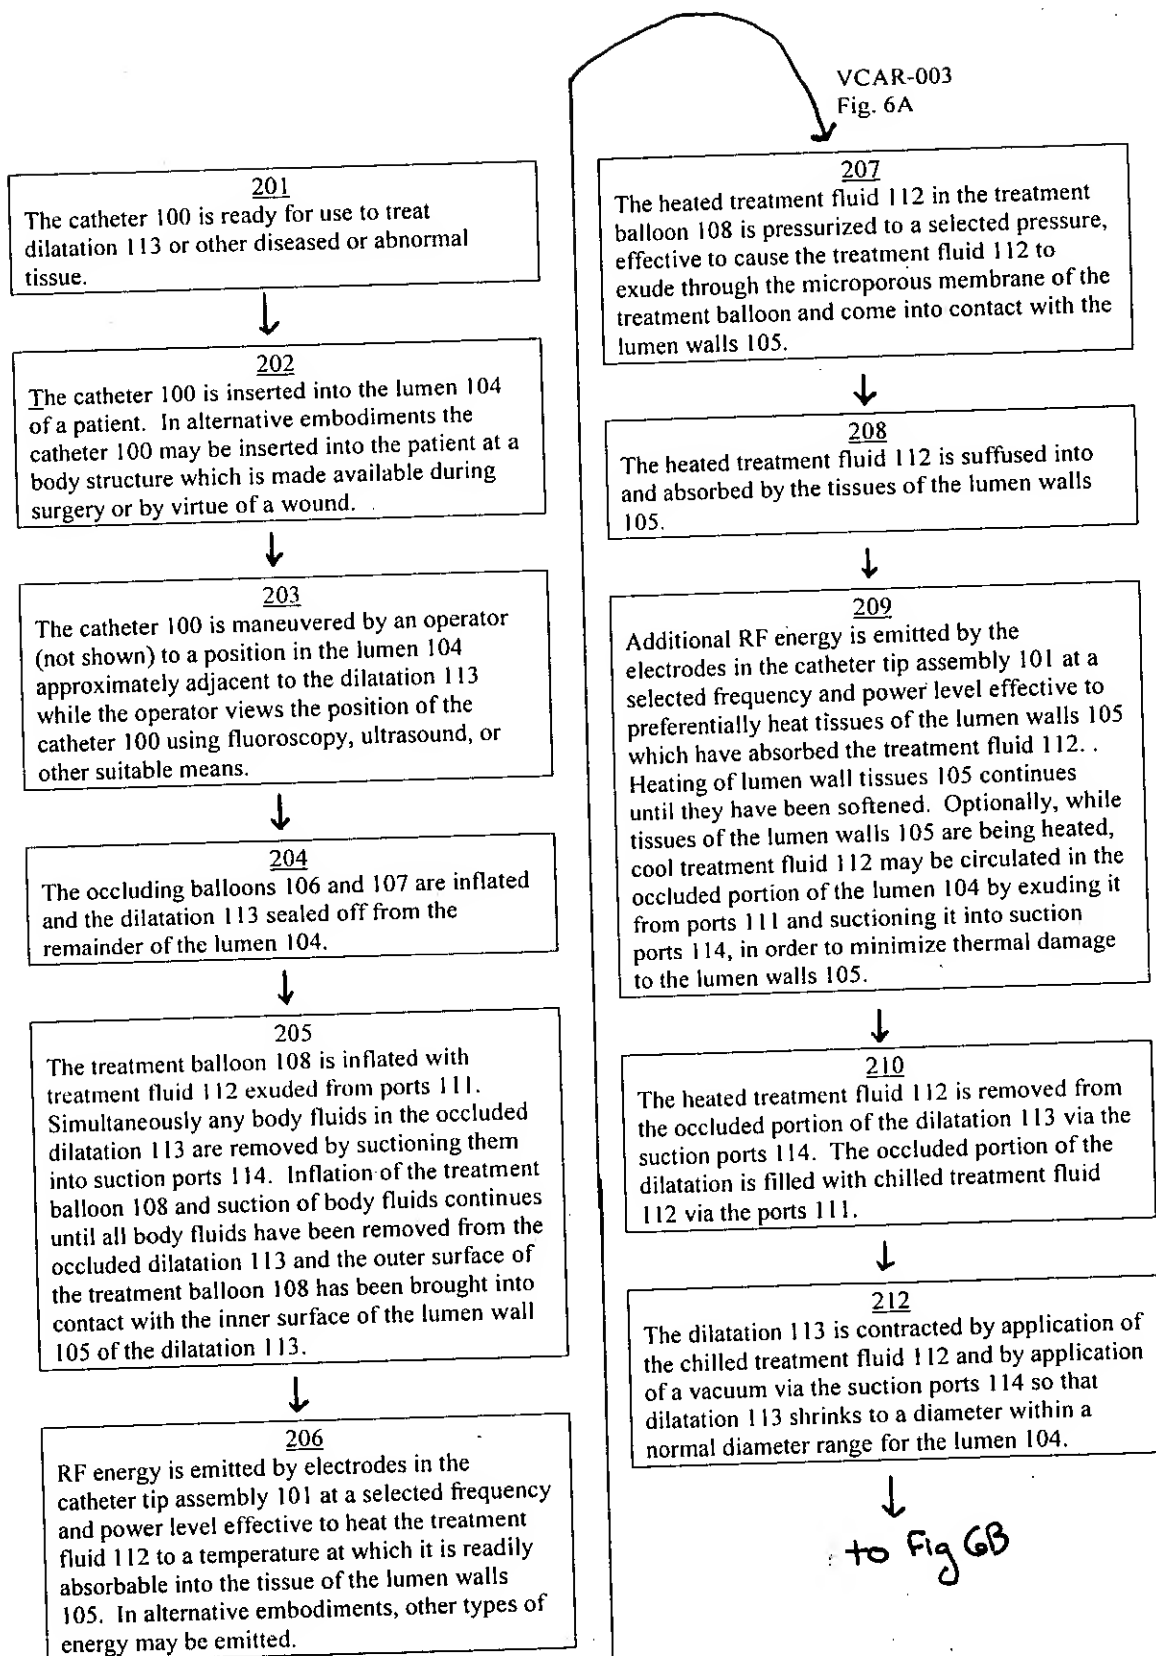 VCAR-003
Fig. 6A
201
The catheter 100 is ready for use to treat
dilatation 113 or other diseased or abnormal
tissue.
202
The catheter 100 is inserted into the lumen 104
of a patient. In alternative embodiments the
catheter 100 may be inserted into the patient at a
body structure which is made available during
surgery or by virtue of a wound.
203
The catheter 100 is maneuvered by an operator
(not shown) to a position in the lumen 104
approximately adjacent to the dilatation 113
while the operator views the position of the
catheter 100 using fluoroscopy, ultrasound, or
other suitable means.
204
The occluding balloons 106 and 107 are inflated
and the dilatation 113 sealed off from the
remainder of the lumen 104.
205
The treatment balloon 108 is inflated with
treatment fluid 112 exuded from ports 111.
Simultaneously any body fluids in the occluded
dilatation 113 are removed by suctioning them
into suction ports 114. Inflation of the treatment
balloon 108 and suction of body fluids continues
until all body fluids have been removed from the
occluded dilatation 113 and the outer surface of
the treatment balloon 108 has been brought into
contact with the inner surface of the lumen wall
105 of the dilatation 113.
206
RF energy is emitted by electrodes in the
catheter tip assembly 101 at a selected frequency
and power level effective to heat the treatment
fluid 112 to a temperature at which it is readily
absorbable into the tissue of the lumen walls
105. In alternative embodiments, other types of
energy may be emitted.
207
The heated treatment fluid 112 in the treatment
balloon 108 is pressurized to a selected pressure,
effective to cause the treatment fluid 112 to
exude through the microporous membrane of the
treatment balloon and come into contact with the
lumen walls 105.
208
The heated treatment fluid 112 is suffused into
and absorbed by the tissues of the lumen walls
105.
209
Additional RF energy is emitted by the
electrodes in the catheter tip assembly 101 at a
selected frequency and power level effective to
preferentially heat tissues of the lumen walls 105
which have absorbed the treatment fluid 112. .
Heating of lumen wall tissues 105 continues
until they have been softened. Optionally, while
tissues of the lumen walls 105 are being heated,
cool treatment fluid 112 may be circulated in the
occluded portion of the lumen 104 by exuding it
from ports 111 and suctioning it into suction
ports 114, in order to minimize thermal damage
to the lumen walls 105.
210
The heated treatment fluid 112 is removed from
the occluded portion of the dilatation 113 via the
suction ports 114. The occluded portion of the
dilatation is filled with chilled treatment fluid
112 via the ports 111.
212
The dilatation 113 is contracted by application of
the chilled treatment fluid 112 and by application
of a vacuum via the suction ports 114 so that
dilatation 113 shrinks to a diameter within a
normal diameter range for the lumen 104.
to Fig 6B